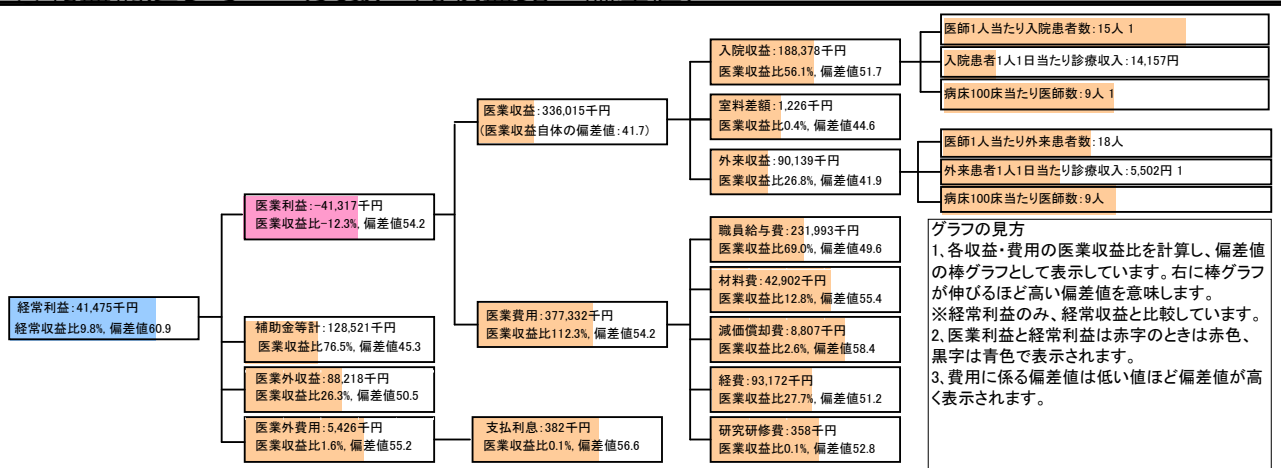 医師1人当たり入院患者数:15人 1
入院収益:188,378千円
医業収益比56.1%, 偏差値51.7
入院患者1人1日当たり診療収入:14,157円
病床100床当たり医師数:9人 1
医業収益:336,015千円
(医業収益自体の偏差値:41.7)
室料差額:1,226千円
医業収益比0.4%, 偏差値44.6
医師1人当たり外来患者数:18人
外来収益:90,139千円
医業収益比26.8%, 偏差値41.9
外来患者1人1日当たり診療収入:5,502円 1
病床100床当たり医師数:9人
医業利益:-41,317千円
医業収益比-12.3%, 偏差値54.2
職員給与費:231,993千円
医業収益比69.0%, 偏差値49.6
材料費:42,902千円
医業収益比12.8%, 偏差値55.4
経常利益:41,475千円
経常収益比9.8%, 偏差値60.9
医業費用:377,332千円
医業収益比112.3%, 偏差値54.2
補助金等計:128,521千円
医業収益比76.5%, 偏差値45.3
減価償却費:8,807千円
医業収益比2.6%, 偏差値58.4
医業外収益:88,218千円
医業収益比26.3%, 偏差値50.5
経費:93,172千円
医業収益比27.7%, 偏差値51.2
医業外費用:5,426千円
医業収益比1.6%, 偏差値55.2
支払利息:382千円
医業収益比0.1%, 偏差値56.6
研究研修費:358千円
医業収益比0.1%, 偏差値52.8
グラフの見方
1、各収益・費用の医業収益比を計算し、偏差値
の棒グラフとして表示しています。右に棒グラフ
が伸びるほど高い偏差値を意味します。
※経常利益のみ、経常収益と比較しています。
2、医業利益と経常利益は赤字のときは赤色、
黒字は青色で表示されます。
3、費用に係る偏差値は低い値ほど偏差値が高
く表示されます。